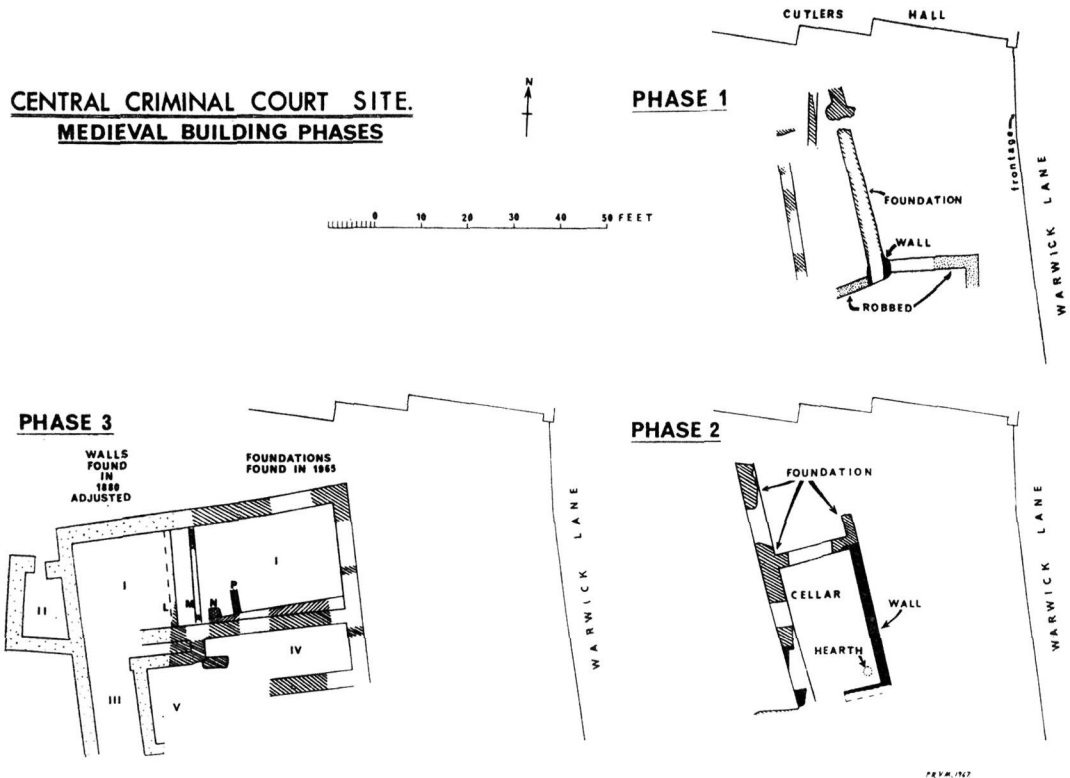 CENTRAL CRIMINAL COURT SITE.
MEDIEVAL BUILDING PHASES
N
0 10 20 30 40 50 FEET
PHASE 1
CUTLERS HALL
frontage
WARWICK LANE
FOUNDATION
WALL
ROBBED
PHASE 3
WALLS
FOUND
IN
1880
ADJUSTED
FOUNDATIONS
FOUND IN 1965
I
I
II
III
IV
V
L
M
N
P
WARWICK LANE
PHASE 2
FOUNDATION
CELLAR
WALL
HEARTH
WARWICK LANE
P.R.V.M. 1967